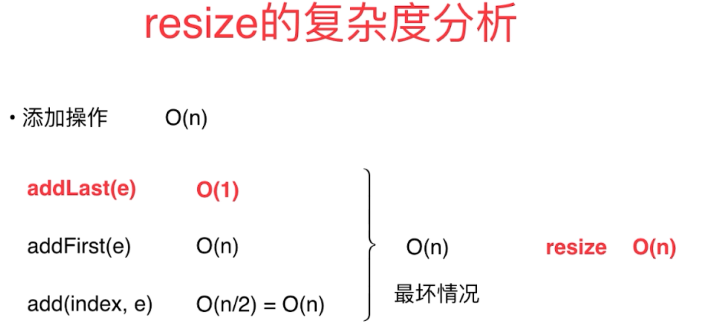 resize的复杂度分析
• 添加操作 O(n)
addLast(e) O(1)
addFirst(e) O(n)
add(index, e) O(n/2) = O(n)
O(n)
最坏情况
resize O(n)